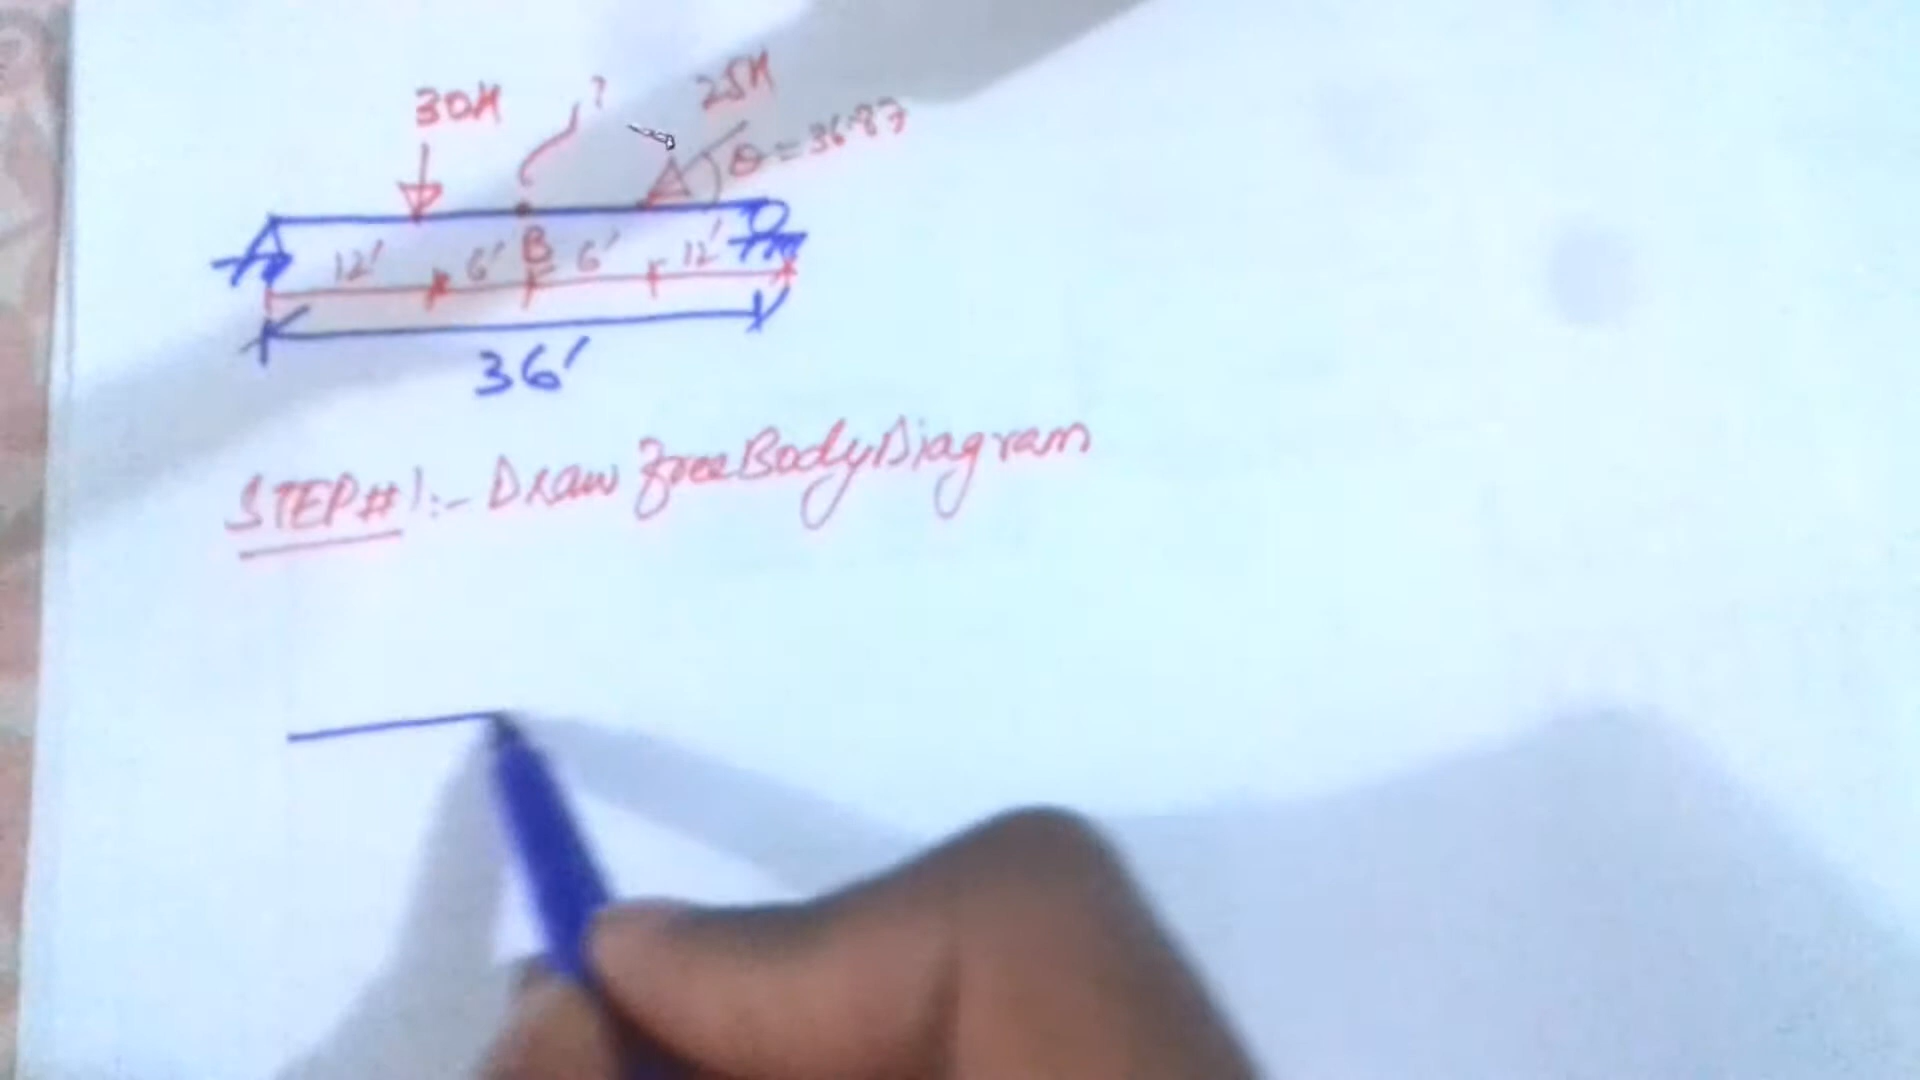 30K
?
25K
θ = 36.87
12' 6' B 6' 12'
36'
STEP#1:- Draw Free Body Diagram